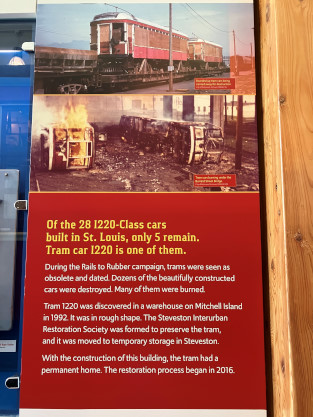 Of the 28 1220-Class cars
built in St. Louis, only 5 remain.
Tram car 1220 is one of them.
During the Rails to Rubber campaign, trams were seen as
obsolete and dated. Dozens of the beautifully constructed
cars were destroyed. Many of them were burned.
Tram 1220 was discovered in a warehouse on Mitchell Island
in 1992. It was in rough shape. The Steveston Interurban
Restoration Society was formed to preserve the tram,
and it was moved to temporary storage in Steveston.
With the construction of this building, the tram had a
permanent home. The restoration process began in 2016.